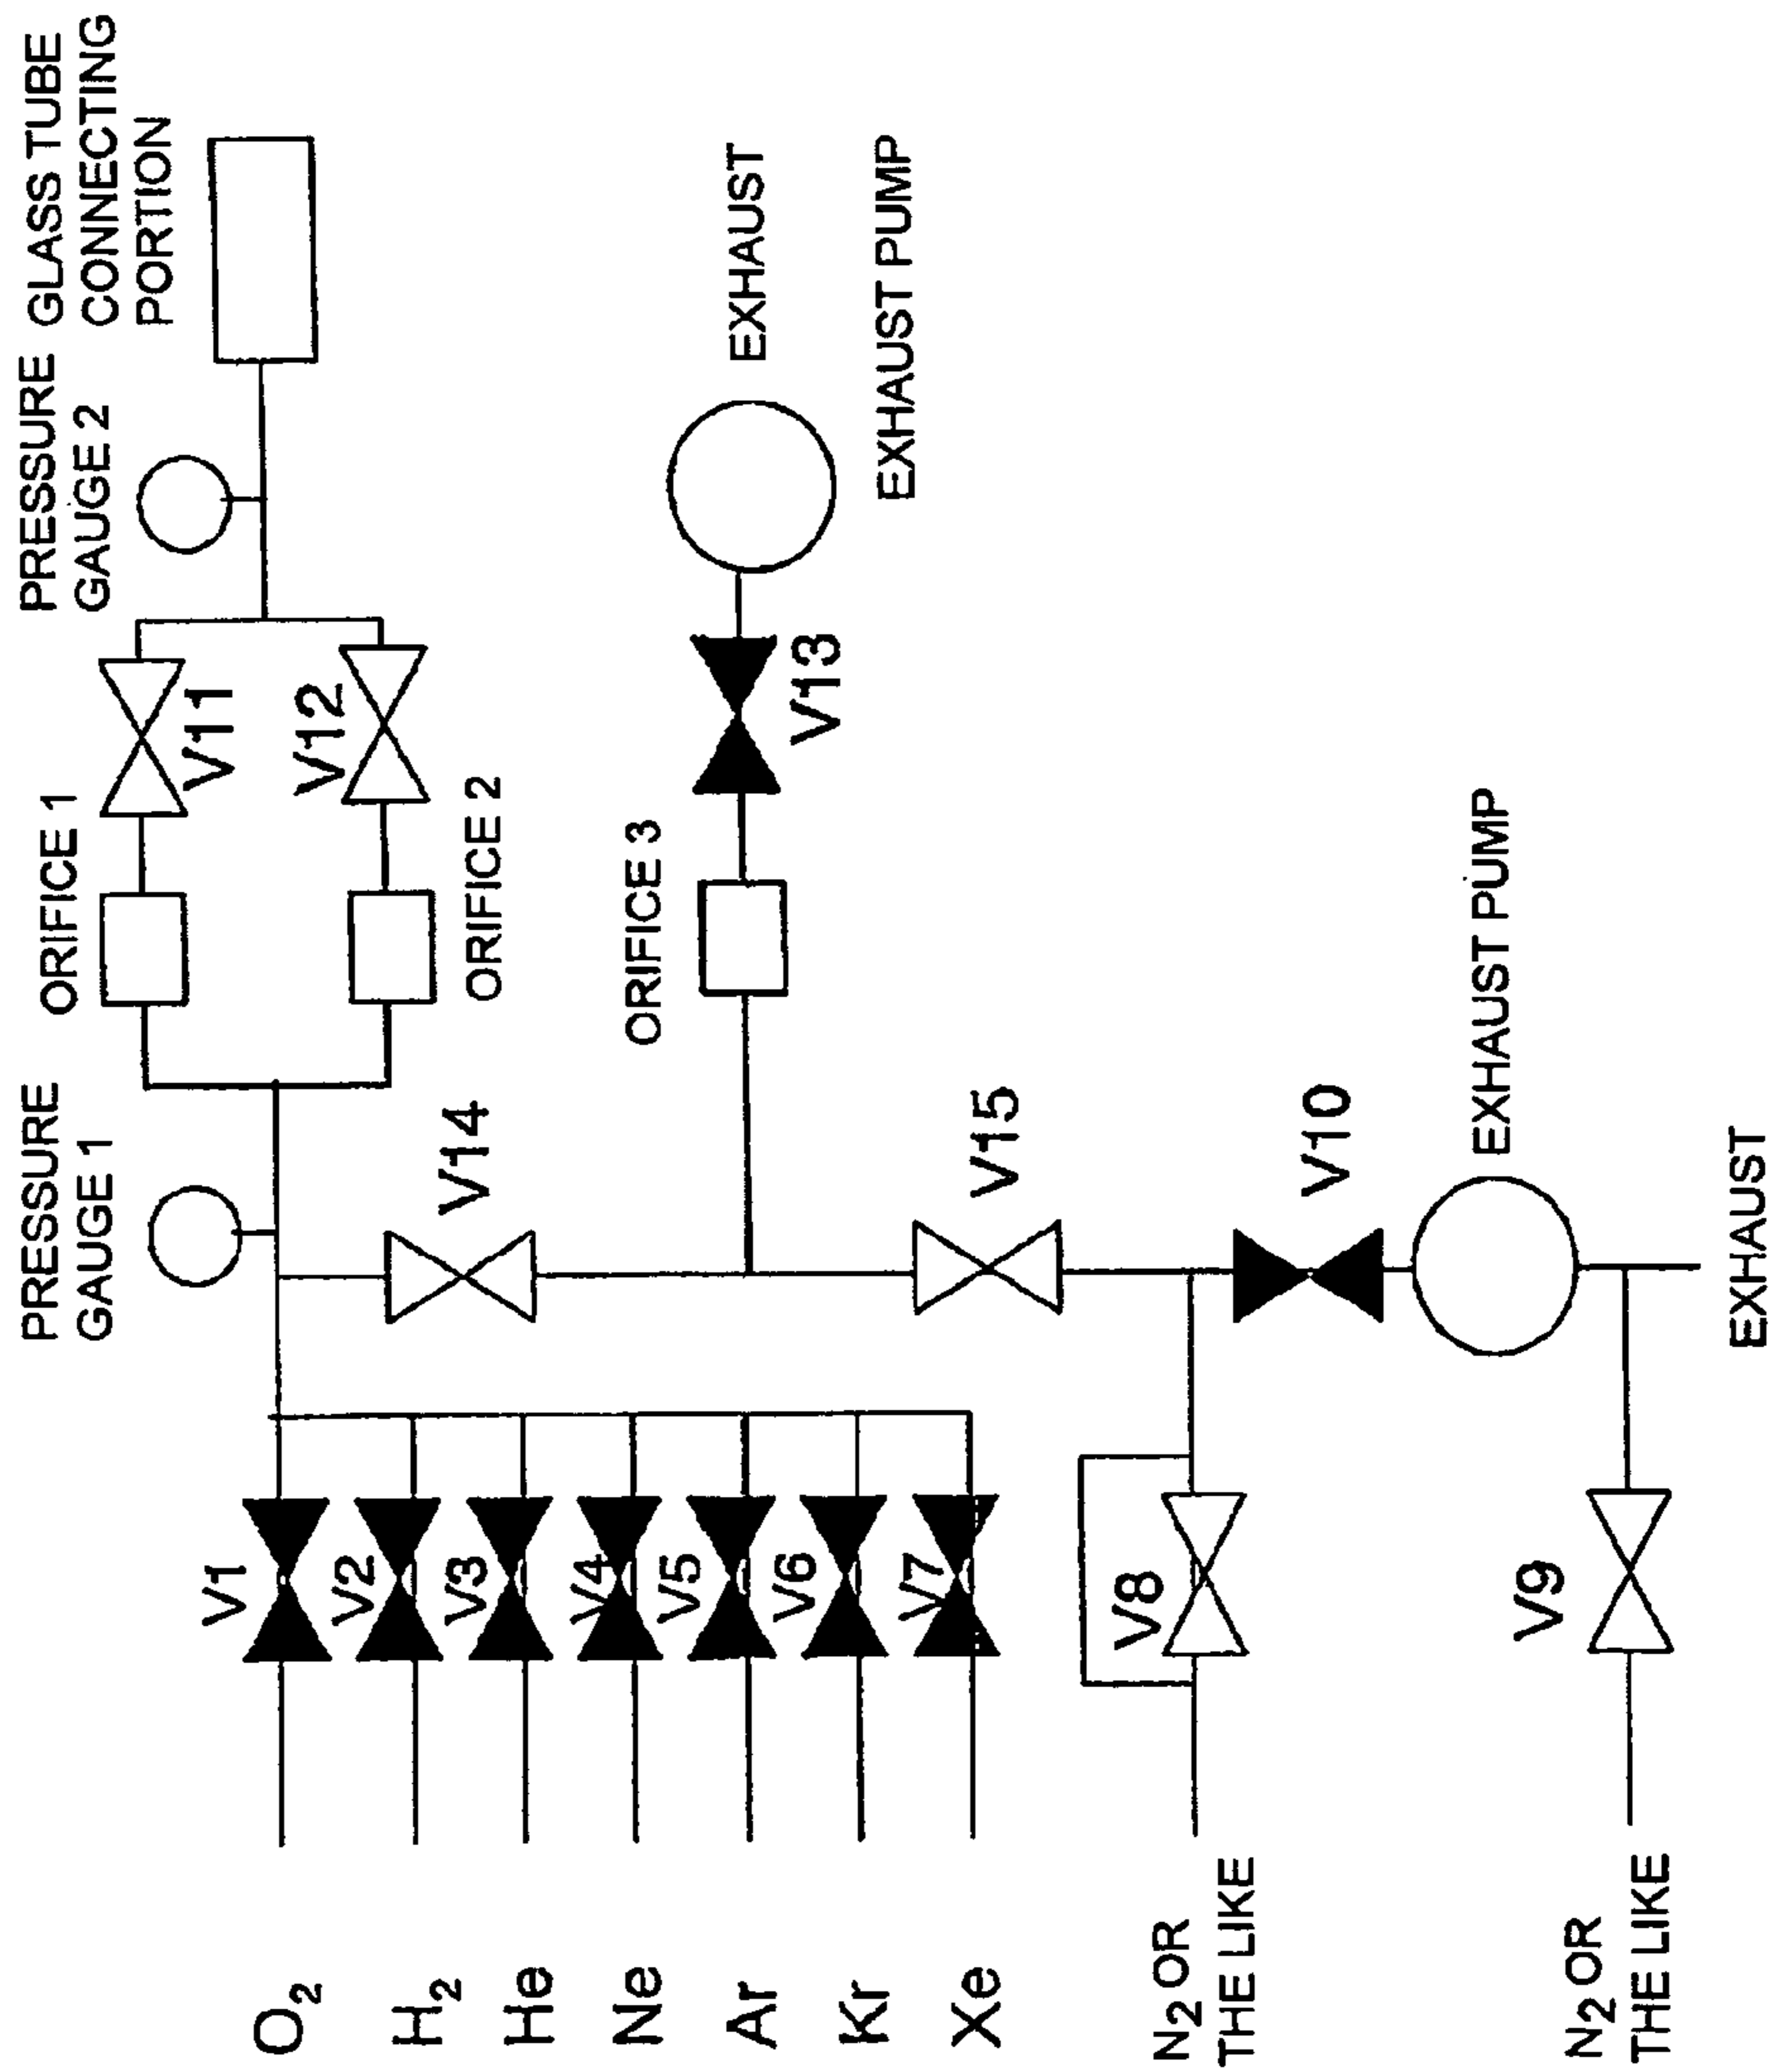 O2
H2
He
Ne
Ar
Kr
Xe
N2 OR
THE LIKE
N2 OR
THE LIKE
V1
V2
V3
V4
V5
V6
V7
V8
V9
PRESSURE
GAUGE 1
V14
V15
V10
EXHAUST PUMP
EXHAUST
ORIFICE 1
V11
V12
ORIFICE 2
ORIFICE 3
V13
PRESSURE
GAUGE 2
GLASS TUBE
CONNECTING
PORTION
EXHAUST
EXHAUST PUMP